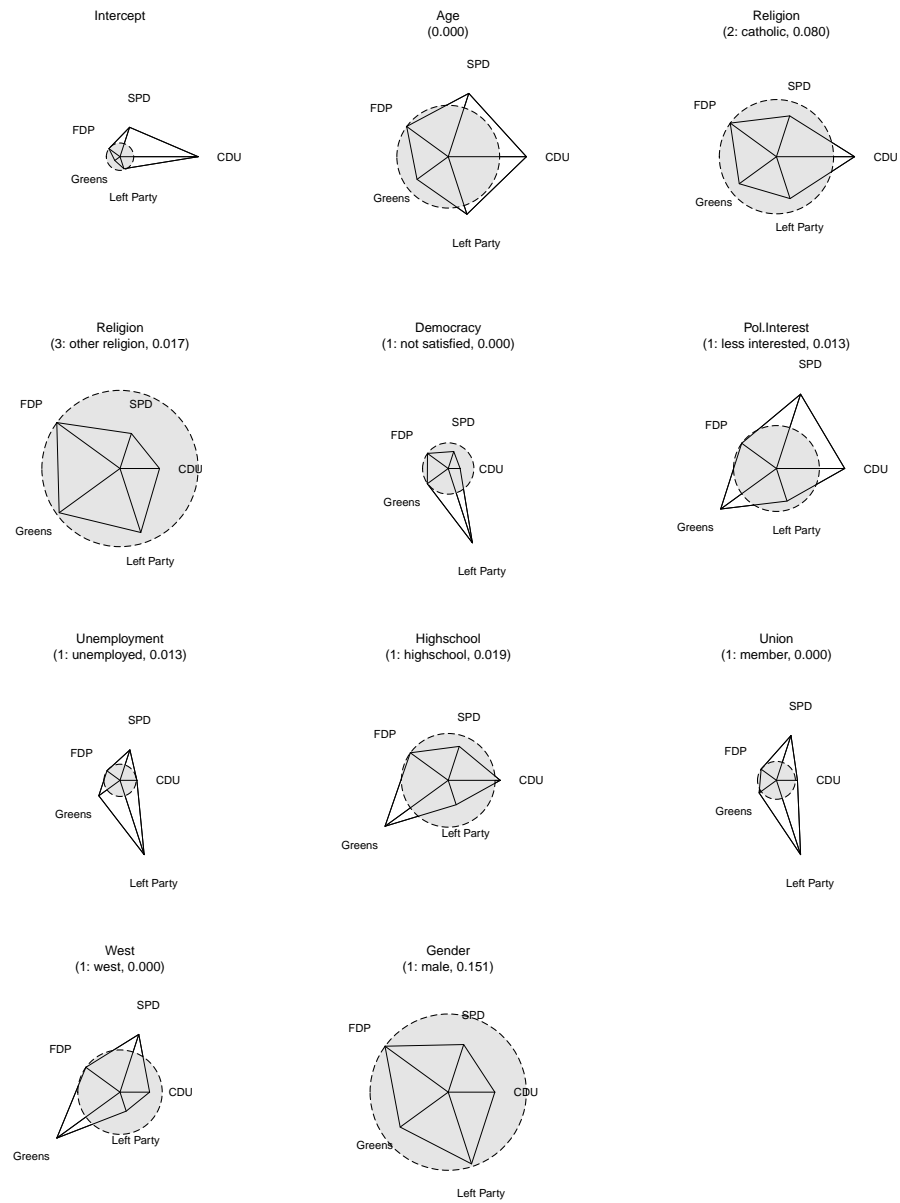 Intercept
SPD
FDP
CDU
Greens
Left Party
Age
(0.000)
SPD
FDP
CDU
Greens
Left Party
Religion
(2: catholic, 0.080)
SPD
FDP
CDU
Greens
Left Party
Religion
(3: other religion, 0.017)
FDP
SPD
CDU
Greens
Left Party
Democracy
(1: not satisfied, 0.000)
SPD
FDP
CDU
Greens
Left Party
Pol.Interest
(1: less interested, 0.013)
SPD
FDP
CDU
Greens
Left Party
Unemployment
(1: unemployed, 0.013)
SPD
FDP
CDU
Greens
Left Party
Highschool
(1: highschool, 0.019)
SPD
FDP
CDU
Left Party
Greens
Union
(1: member, 0.000)
SPD
FDP
CDU
Greens
Left Party
West
(1: west, 0.000)
SPD
FDP
CDU
Left Party
Greens
Gender
(1: male, 0.151)
SPD
FDP
CDU
Greens
Left Party